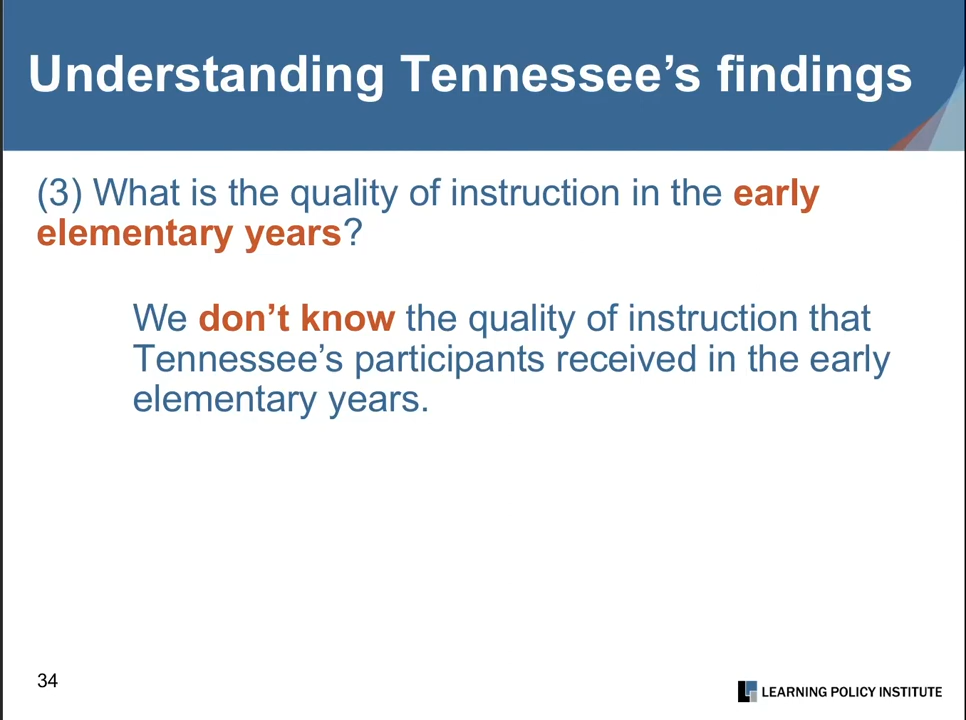 Understanding Tennessee’s findings
(3) What is the quality of instruction in the early
elementary years?
We don’t know the quality of instruction that
Tennessee’s participants received in the early
elementary years.
34
LEARNING POLICY INSTITUTE